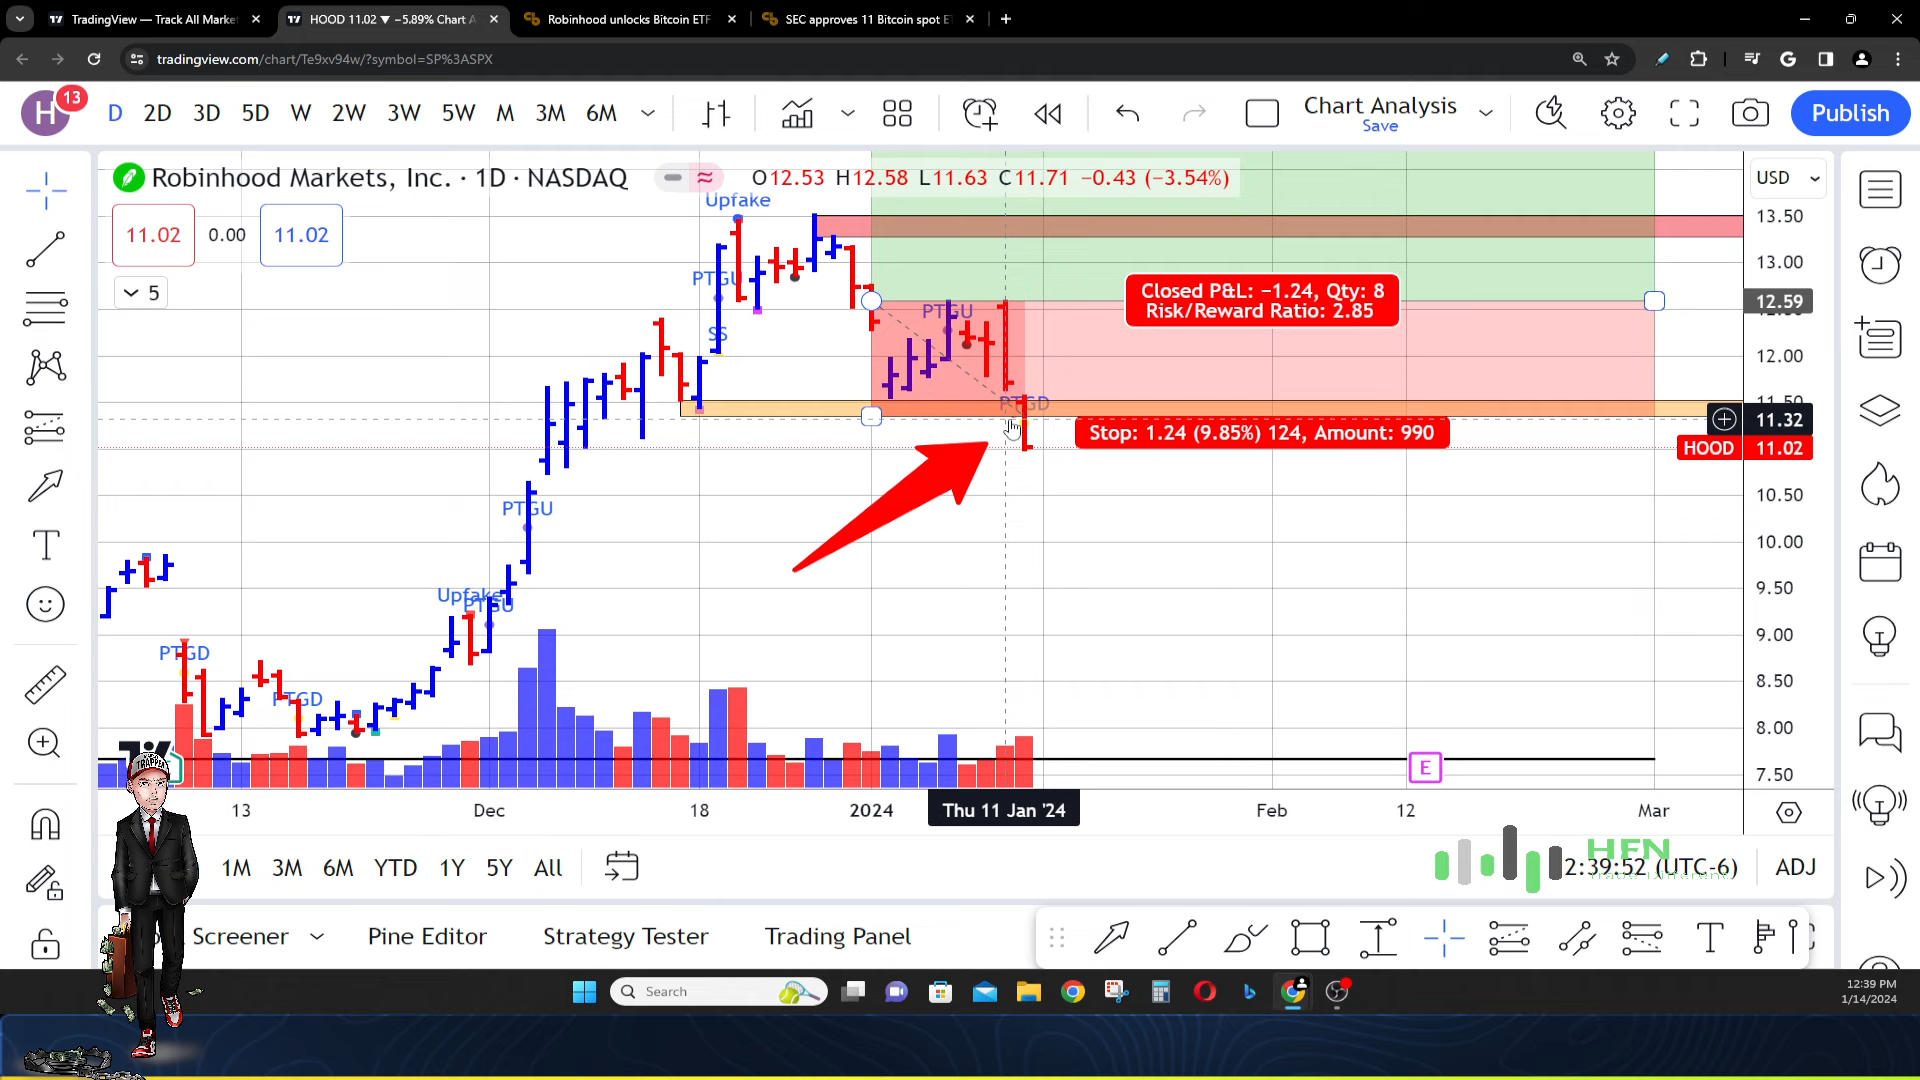 TradingView — Track All Marke
HOOD 11.02 ▼ −5.89% Chart A
Robinhood unlocks Bitcoin ETF
SEC approves 11 Bitcoin spot E
tradingview.com/chart/Te9xv94w/?symbol=SP%3ASPX
H 13 D 2D 3D 5D W 2W 3W 5W M 3M 6M
Chart Analysis
Save
Publish
Robinhood Markets, Inc. · 1D · NASDAQ
O12.53 H12.58 L11.63 C11.71 −0.43 (−3.54%)
USD
11.02 0.00 11.02
5
Upfake
PTGU
SS
PTGU
PTGD
PTGU
Upfake
PTGU
PTGD
PTGD
Closed P&L: −1.24, Qty: 8
Risk/Reward Ratio: 2.85
Stop: 1.24 (9.85%) 124, Amount: 990
13.50
13.00
12.59
12.00
11.50
11.32
HOOD 11.02
10.50
10.00
9.50
9.00
8.50
8.00
7.50
E
13 Dec 18 2024 Thu 11 Jan '24 Feb 12 Mar
TRAPPER
1M 3M 6M YTD 1Y 5Y All
HFN
2:39:52 (UTC-6) ADJ
Screener Pine Editor Strategy Tester Trading Panel
Search
12:39 PM
1/14/2024